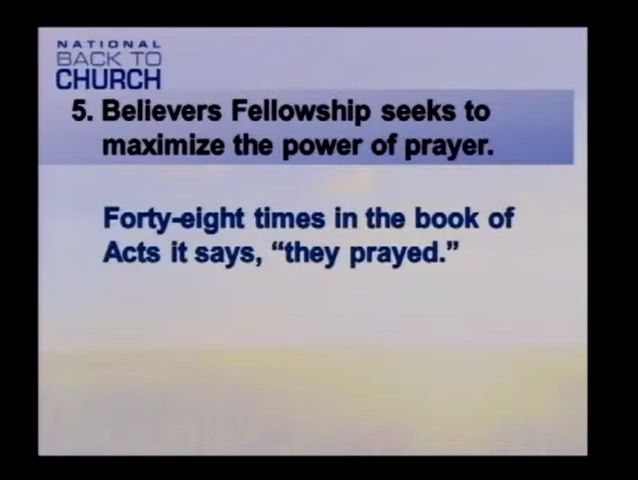 NATIONAL
BACK TO
CHURCH
5. Believers Fellowship seeks to
maximize the power of prayer.
Forty-eight times in the book of
Acts it says, “they prayed.”